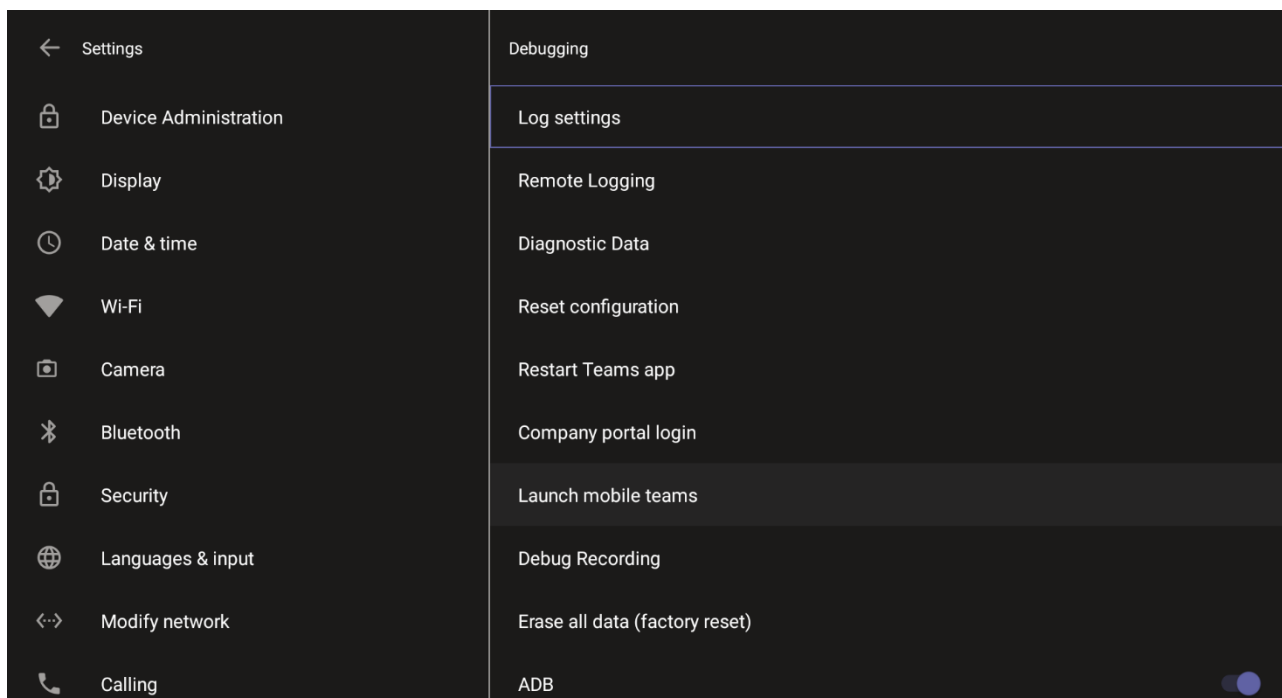 Settings
Device Administration
Display
Date & time
Wi-Fi
Camera
Bluetooth
Security
Languages & input
Modify network
Calling
Debugging
Log settings
Remote Logging
Diagnostic Data
Reset configuration
Restart Teams app
Company portal login
Launch mobile teams
Debug Recording
Erase all data (factory reset)
ADB